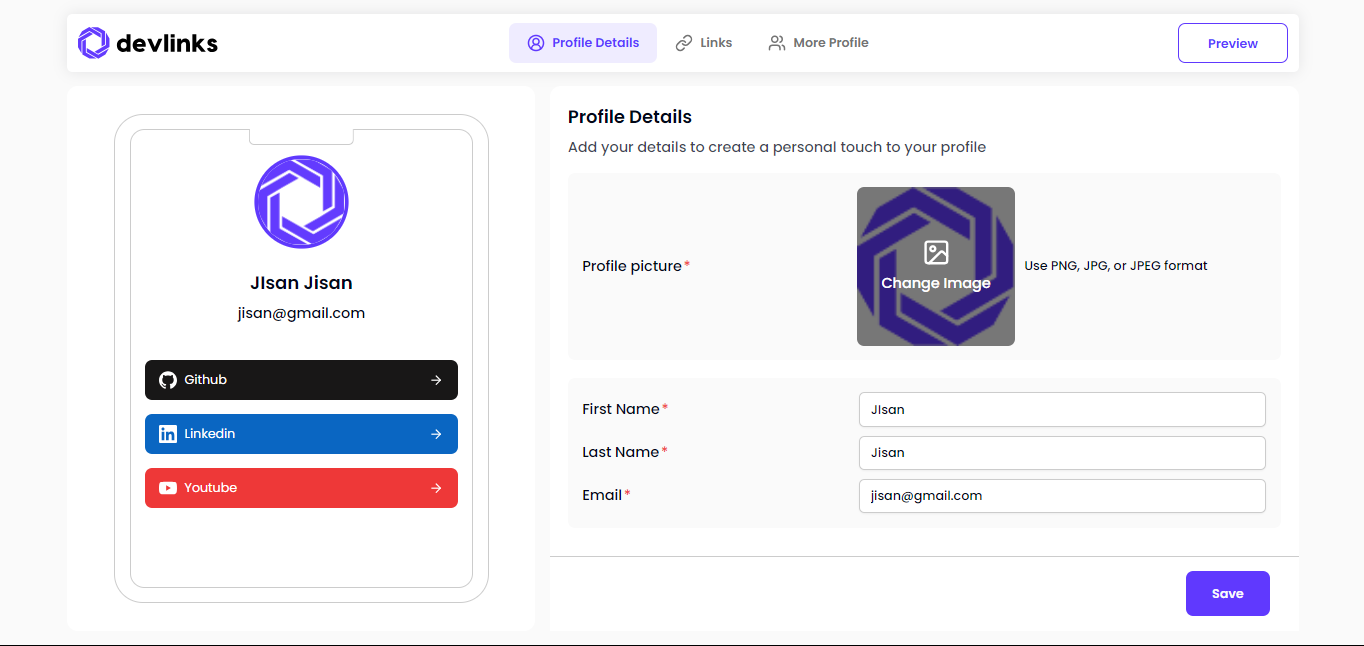 devlinks
Profile Details
Links
More Profile
Preview
JIsan Jisan
jisan@gmail.com
Github
Linkedin
Youtube
Profile Details
Add your details to create a personal touch to your profile
Profile picture*
Change Image
Use PNG, JPG, or JPEG format
First Name*
JIsan
Last Name*
Jisan
Email*
jisan@gmail.com
Save